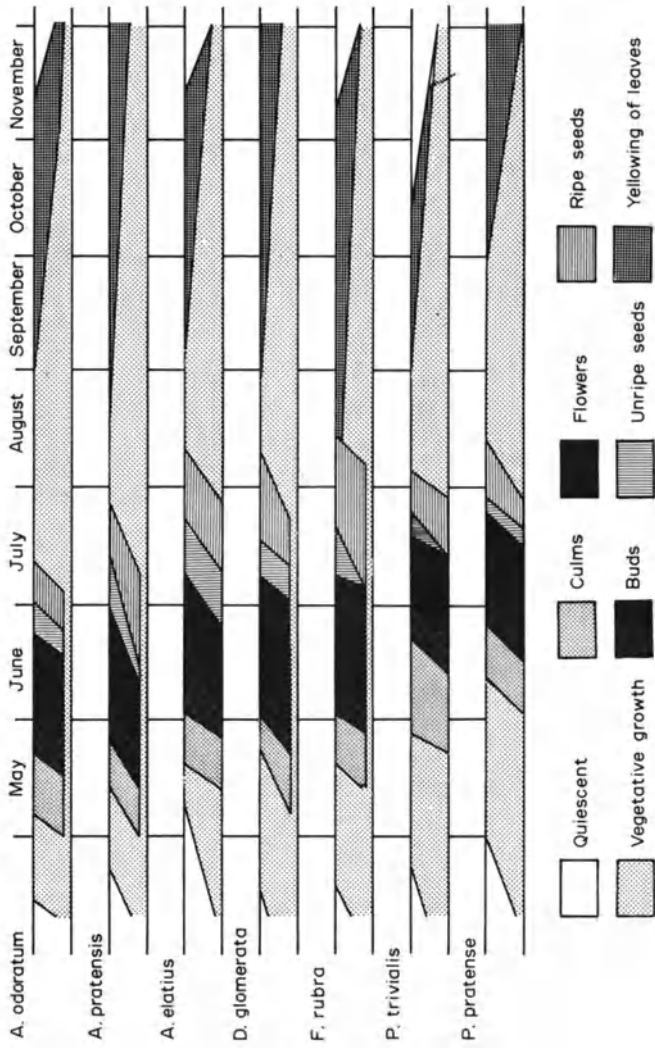 May June July August September October November
A. odoratum
A. pratensis
A. elatius
D. glomerata
F. rubra
P. trivialis
P. pratense
Quiescent Culms Flowers Ripe seeds
Vegetative growth Buds Unripe seeds Yellowing of leaves